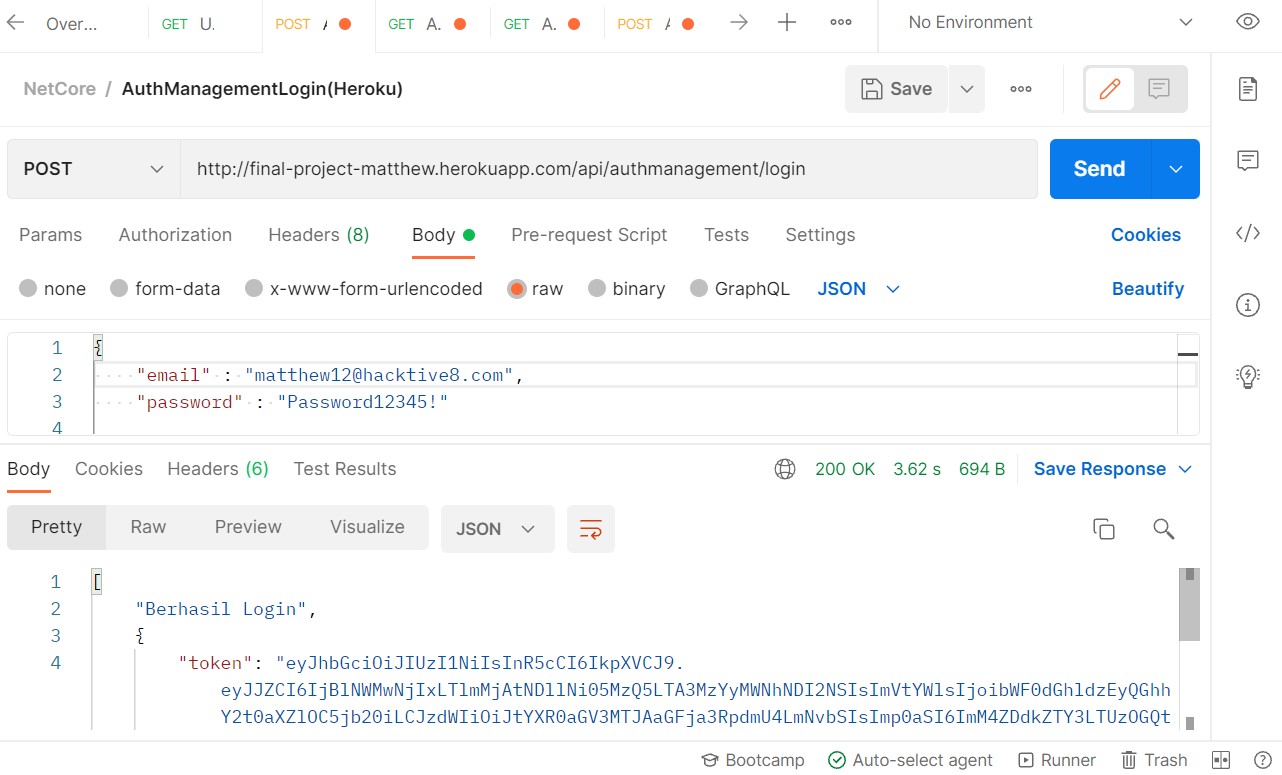 Over... GET U. POST GET A. GET A. POST No Environment
NetCore / AuthManagementLogin(Heroku) Save
POST http://final-project-matthew.herokuapp.com/api/authmanagement/login Send
Params Authorization Headers (8) Body Pre-request Script Tests Settings Cookies
none form-data x-www-form-urlencoded raw binary GraphQL JSON Beautify
1 {
2 "email" : "matthew12@hacktive8.com",
3 "password" : "Password12345!"
4
Body Cookies Headers (6) Test Results 200 OK 3.62 s 694 B Save Response
Pretty Raw Preview Visualize JSON
1 [
2 "Berhasil Login",
3 {
4 "token": "eyJhbGciOiJIUzI1NiIsInR5cCI6IkpXVCJ9.
eyJJZCI6IjBlNWMwNjIxLTlmMjAtNDllNi05MzQ5LTA3MzYyMWNhNDI2NSIsImVtYWlsIjoibWF0dGhldzEyQGhh
Y2t0aXZlOC5jb20iLCJzdWIiOiJtYXR0aGV3MTJAaGFja3RpdmU4LmNvbSIsImp0aSI6ImM4ZDdkZTY3LTUzOGQt
Bootcamp Auto-select agent Runner Trash